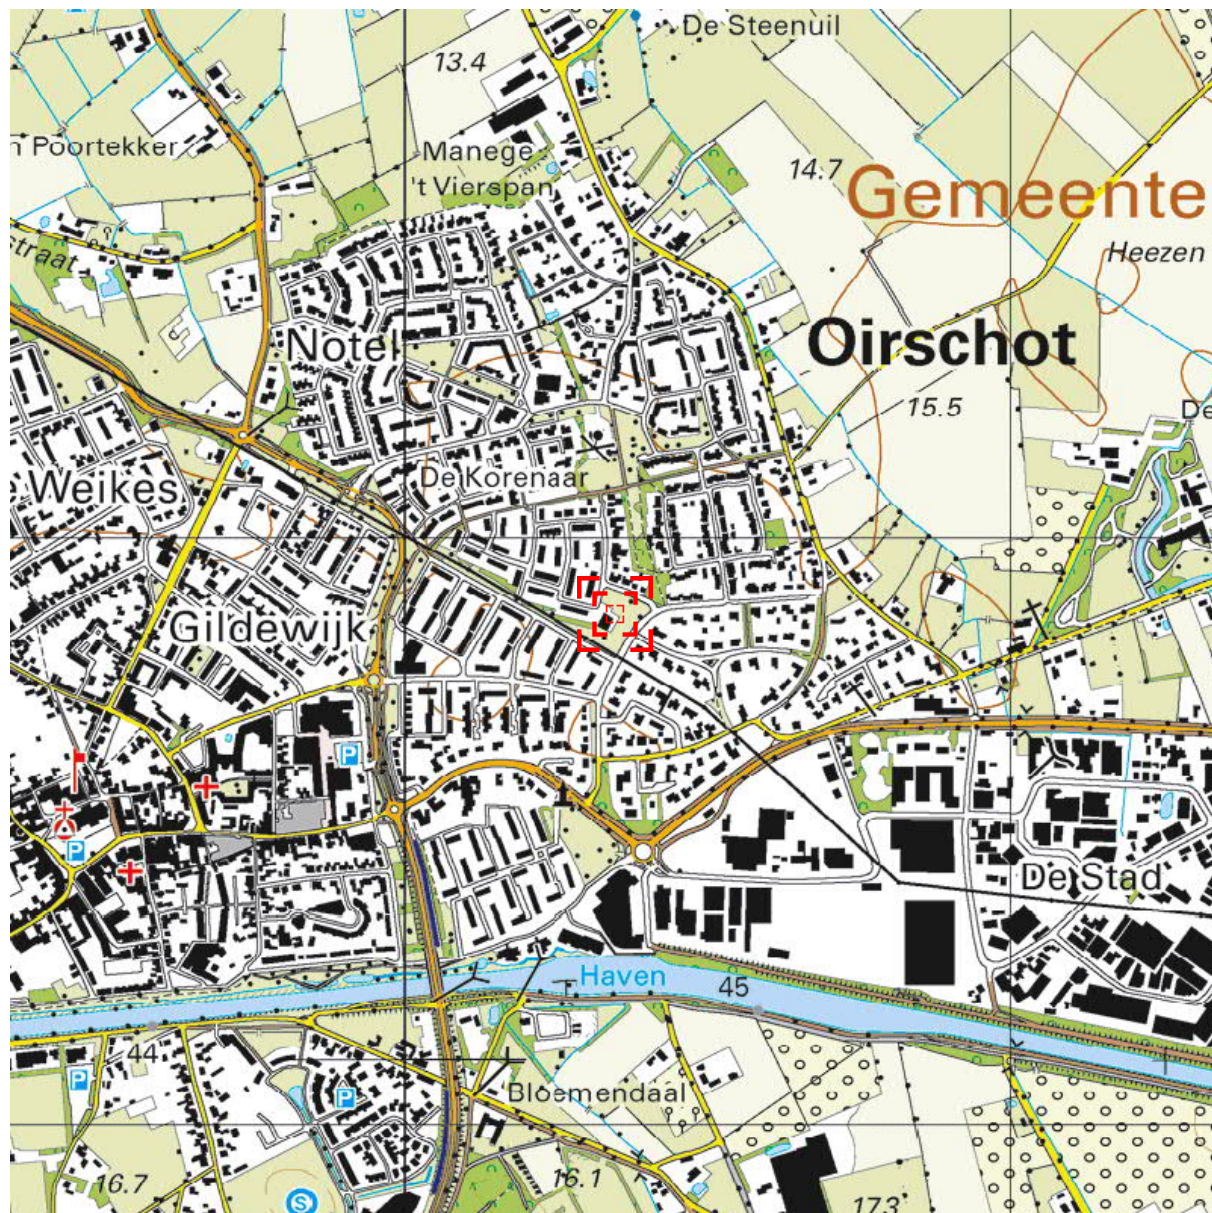 De Steenuil
13.4
n Poortekker
Manege
't Vierspan
14.7
Gemeente
straat
Heezen
Notel
Oirschot
15.5
De
De Korenaar
e Weikes
Gildewijk
P
P
De Stad
Haven
45
44
P
P
Bloemendaal
16.7
16.1
17.3
S